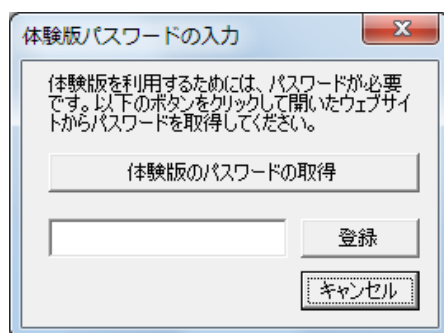 体験版パスワードの入力
体験版を利用するためには、パスワードが必要
です。以下のボタンをクリックして開いたウェブサイ
トからパスワードを取得してください。
体験版のパスワードの取得
登録
キャンセル